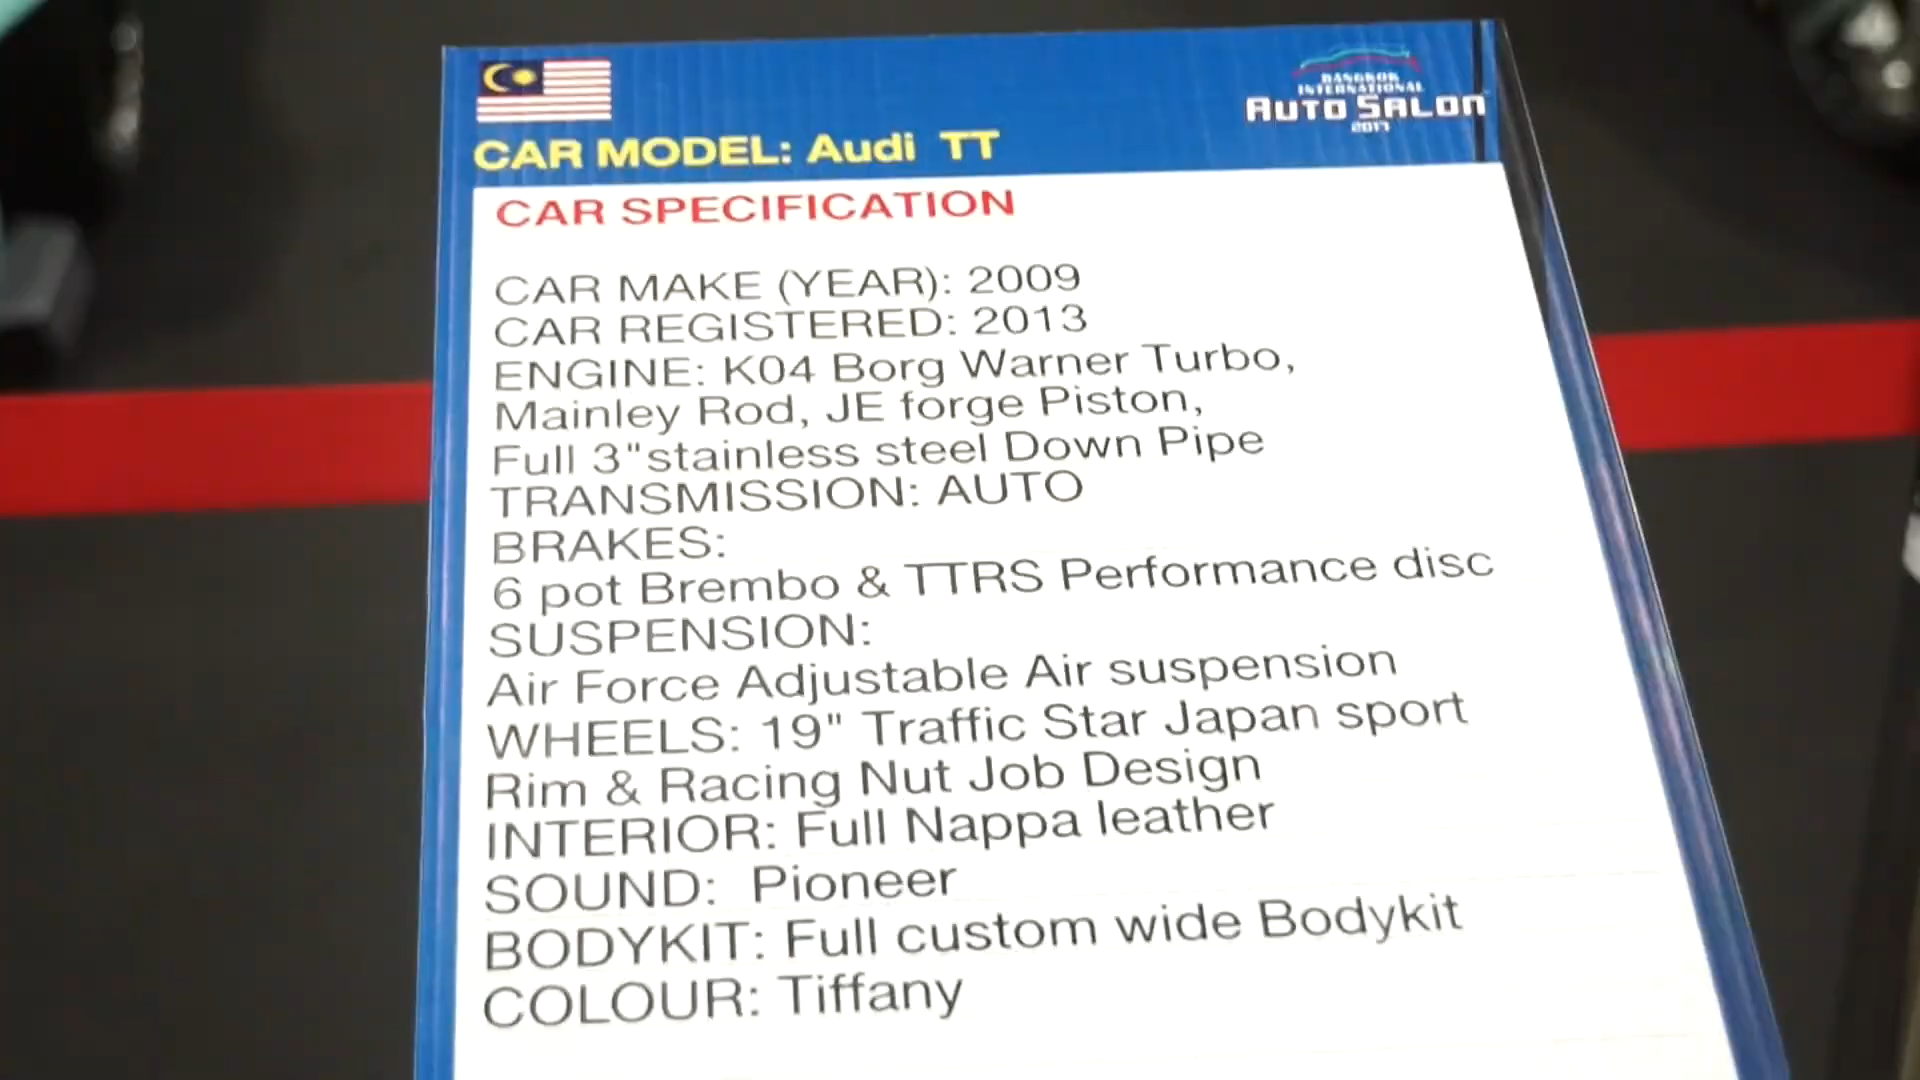 BANGKOK
INTERNATIONAL
AUTO SALON
2017
CAR MODEL: Audi TT
CAR SPECIFICATION
CAR MAKE (YEAR): 2009
CAR REGISTERED: 2013
ENGINE: K04 Borg Warner Turbo,
Mainley Rod, JE forge Piston,
Full 3"stainless steel Down Pipe
TRANSMISSION: AUTO
BRAKES:
6 pot Brembo & TTRS Performance disc
SUSPENSION:
Air Force Adjustable Air suspension
WHEELS: 19" Traffic Star Japan sport
Rim & Racing Nut Job Design
INTERIOR: Full Nappa leather
SOUND: Pioneer
BODYKIT: Full custom wide Bodykit
COLOUR: Tiffany